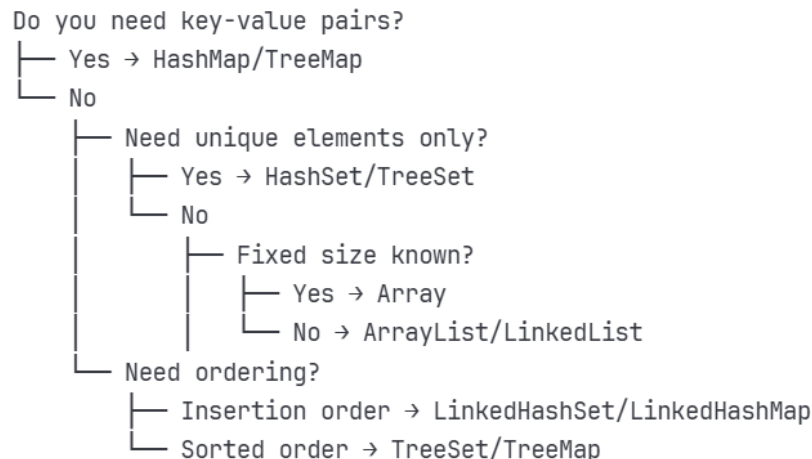 Do you need key-value pairs?
├── Yes → HashMap/TreeMap
└── No
    ├── Need unique elements only?
    │   ├── Yes → HashSet/TreeSet
    │   └── No
    │       ├── Fixed size known?
    │       │   ├── Yes → Array
    │       │   └── No → ArrayList/LinkedList
    └── Need ordering?
        ├── Insertion order → LinkedHashSet/LinkedHashMap
        └── Sorted order → TreeSet/TreeMap